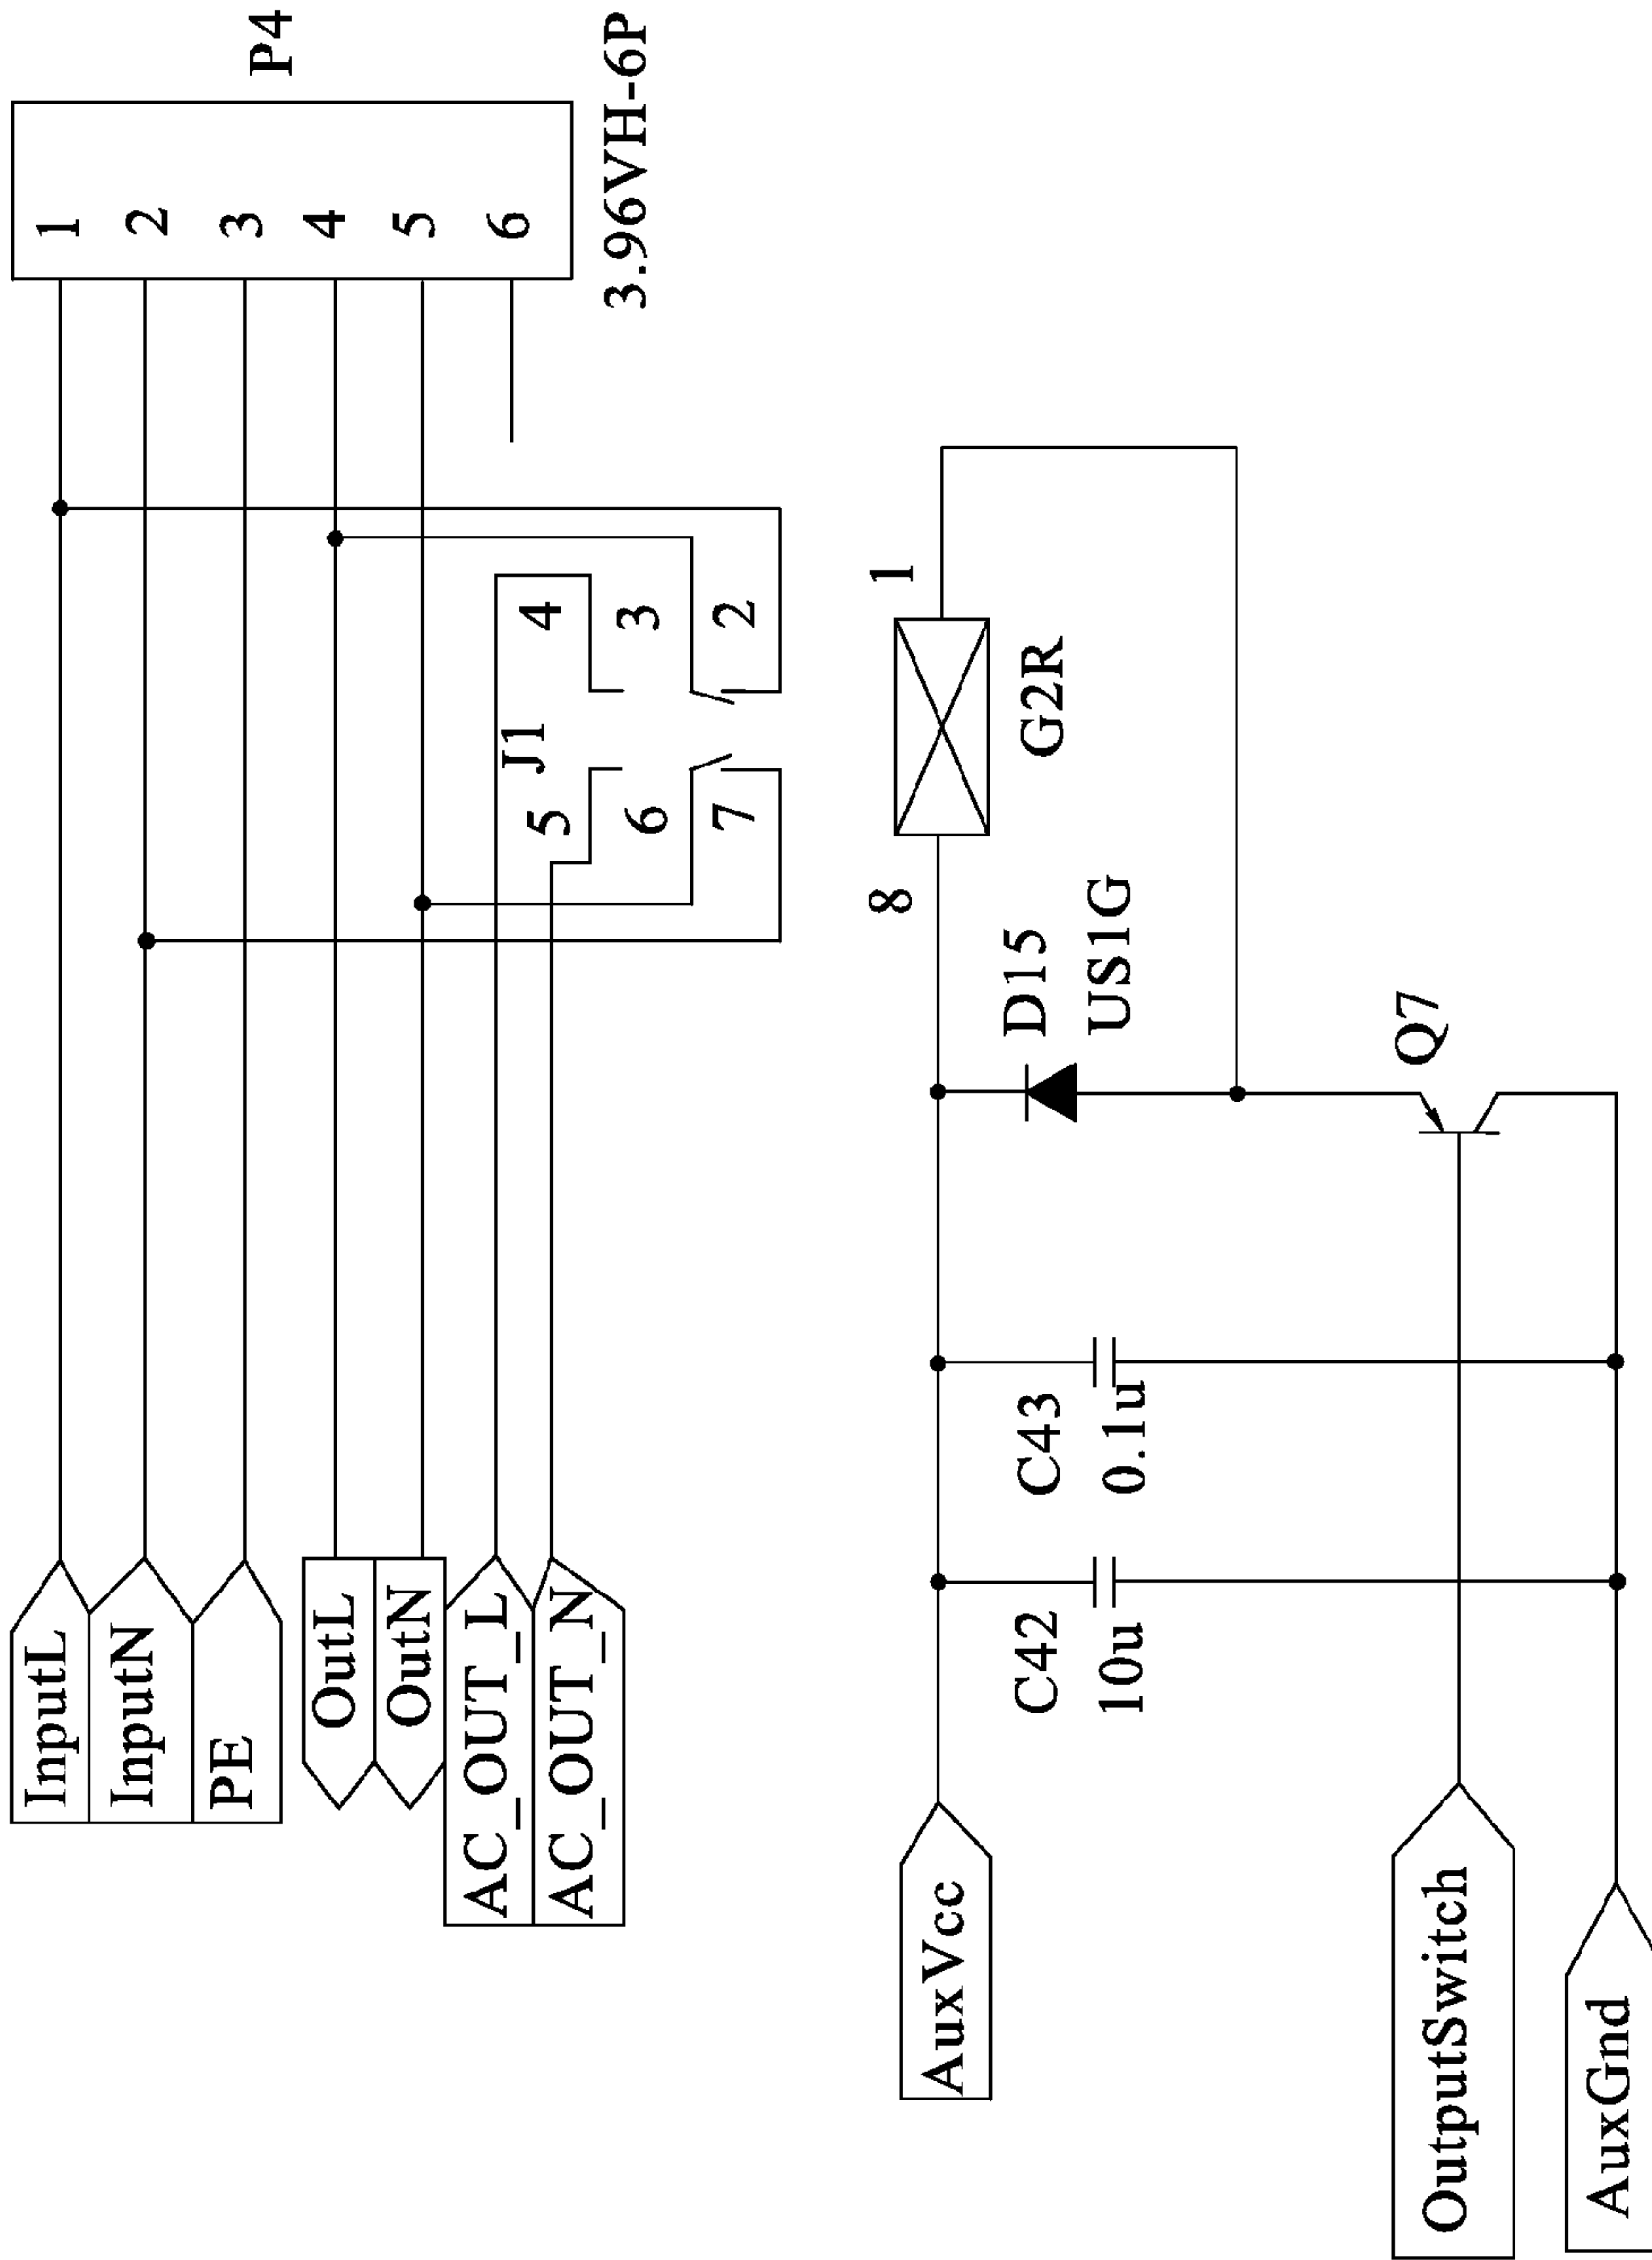 P4
1
2
3
4
5
6
3.96VH-6P
InputL
InputN
PE
OutL
OutN
AC_OUT_L
AC_OUT_N
J1
4
3
2
5
6
7
1
G2R
8
D15
US1G
Q7
C43
0.1u
C42
10u
AuxVcc
OutputSwitch
AuxGnd